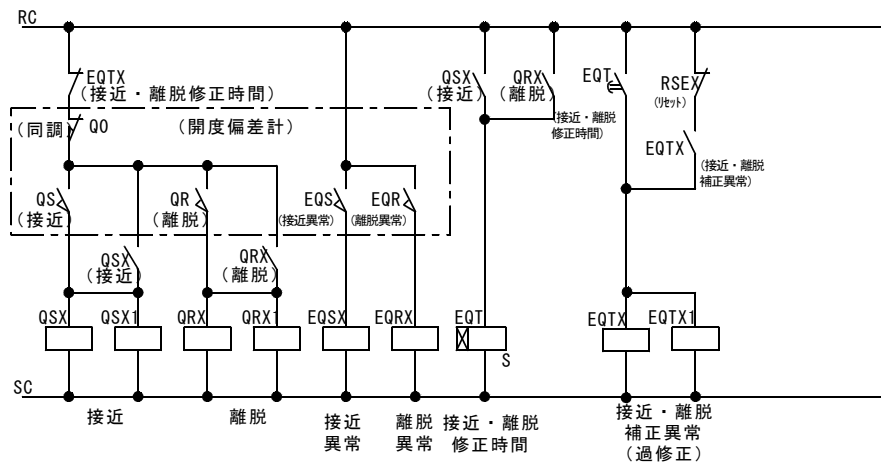 RC
EQTX
(接近・離脱修正時間)
(同調)
QO
(開度偏差計)
QS
(接近)
QR
(離脱)
EQS
(接近異常)
EQR
(離脱異常)
QSX
(接近)
QRX
(離脱)
QSX
(接近)
QRX
(離脱)
EQT
(接近・離脱
修正時間)
RSEX
(リセット)
EQTX
(接近・離脱
補正異常)
QSX
QSX1
QRX
QRX1
EQSX
EQRX
EQT
S
EQTX
EQTX1
SC
接近
離脱
接近
異常
離脱
異常
接近・離脱
修正時間
接近・離脱
補正異常
(過修正)